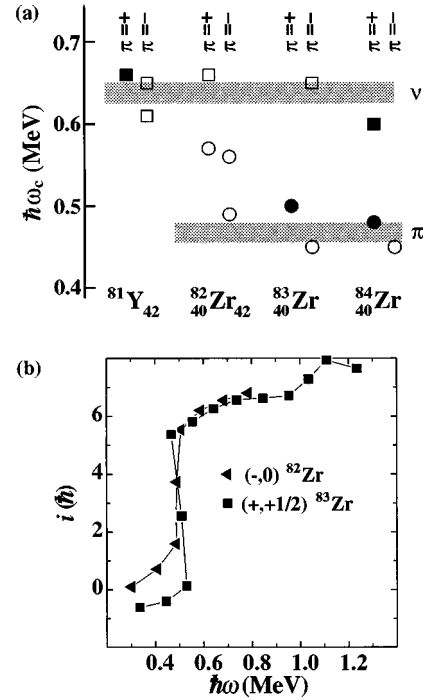 (a)
π=+ π=− π=+ π=− π=+ π=− π=+ π=−
0.7
0.6
0.5
0.4
ħω_c (MeV)
ν
π
⁸¹Y₄₂ ⁸²₄₀Zr₄₂ ⁸³₄₀Zr ⁸⁴₄₀Zr
(b)
6
4
2
0
i(ħ)
(-,0) ⁸²Zr
(+,+1/2) ⁸³Zr
0.4 0.6 0.8 1.0 1.2
ħω(MeV)